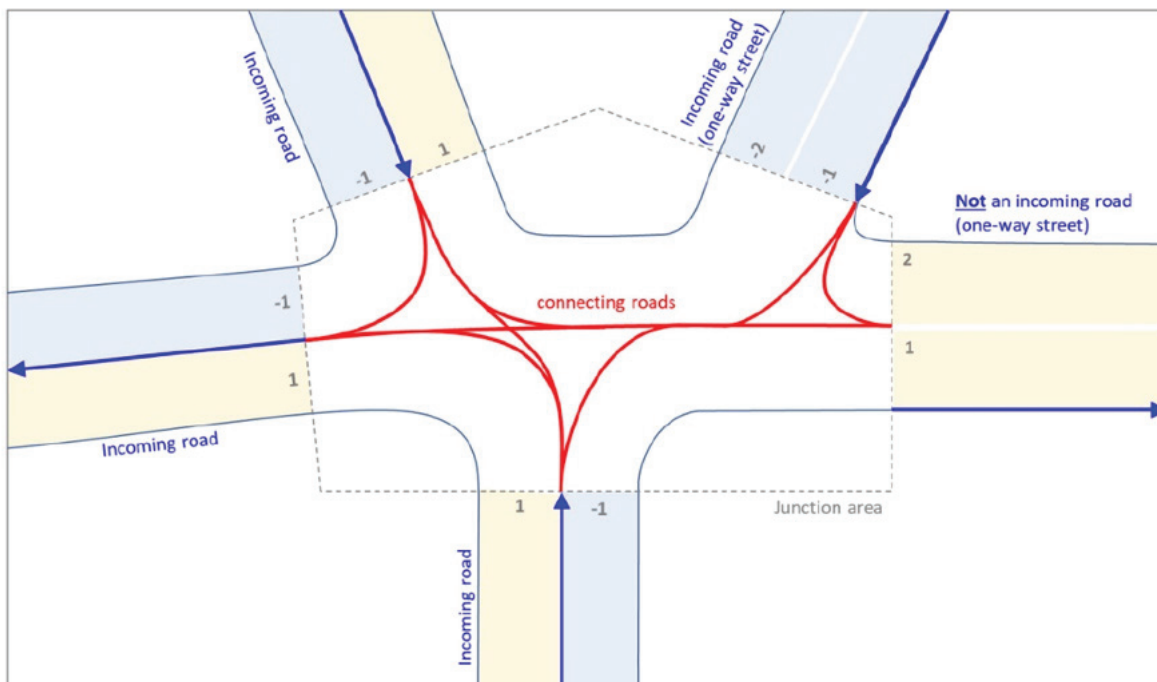 Incoming road
-1
1
Incoming road
(one-way street)
-2
-1
Not an incoming road
(one-way street)
2
1
connecting roads
-1
1
Incoming road
1
-1
Junction area
Incoming road